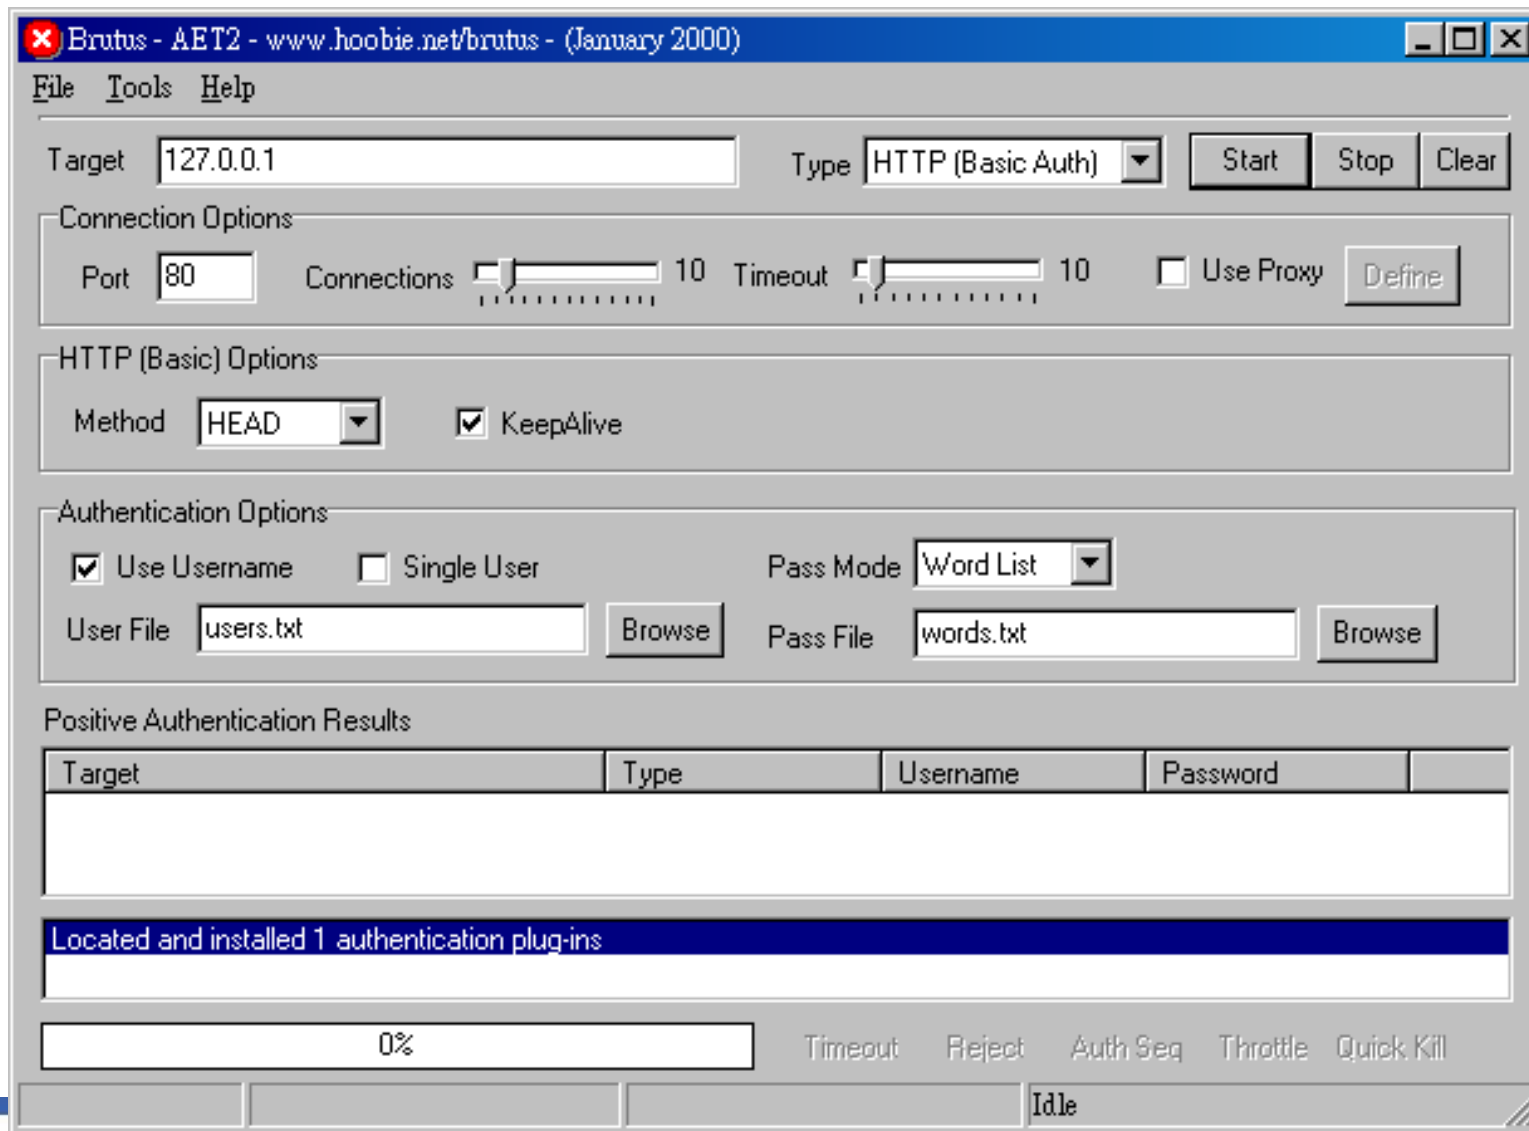 Brutus - AET2 - www.hoobie.net/brutus - (January 2000)
File Tools Help
Target 127.0.0.1 Type HTTP (Basic Auth) Start Stop Clear
Connection Options
Port 80 Connections 10 Timeout 10 Use Proxy Define
HTTP (Basic) Options
Method HEAD KeepAlive
Authentication Options
Use Username Single User Pass Mode Word List
User File users.txt Browse Pass File words.txt Browse
Positive Authentication Results
Target Type Username Password
Located and installed 1 authentication plug-ins
0% Timeout Reject Auth Seq Throttle Quick Kill
Idle